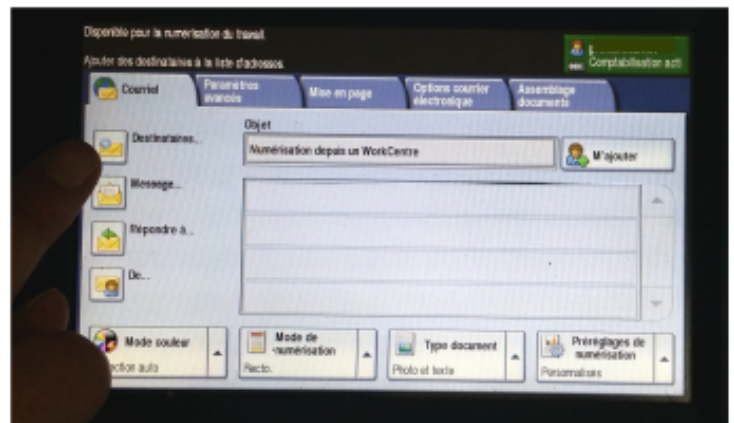 Disponible pour la numérisation du travail.
Ajouter des destinataires à la liste d'adresses.
Comptabilisation acti
Courriel
Paramètres
avancés
Mise en page
Options courrier
électronique
Assemblage
documents
Destinataires...
Objet
Numérisation depuis un WorkCentre
M'ajouter
Message...
Répondre à...
De...
Mode couleur
ction auto
Mode de
numérisation
Recto.
Type document
Photo et texte
Préréglages de
numérisation
Personnalisés